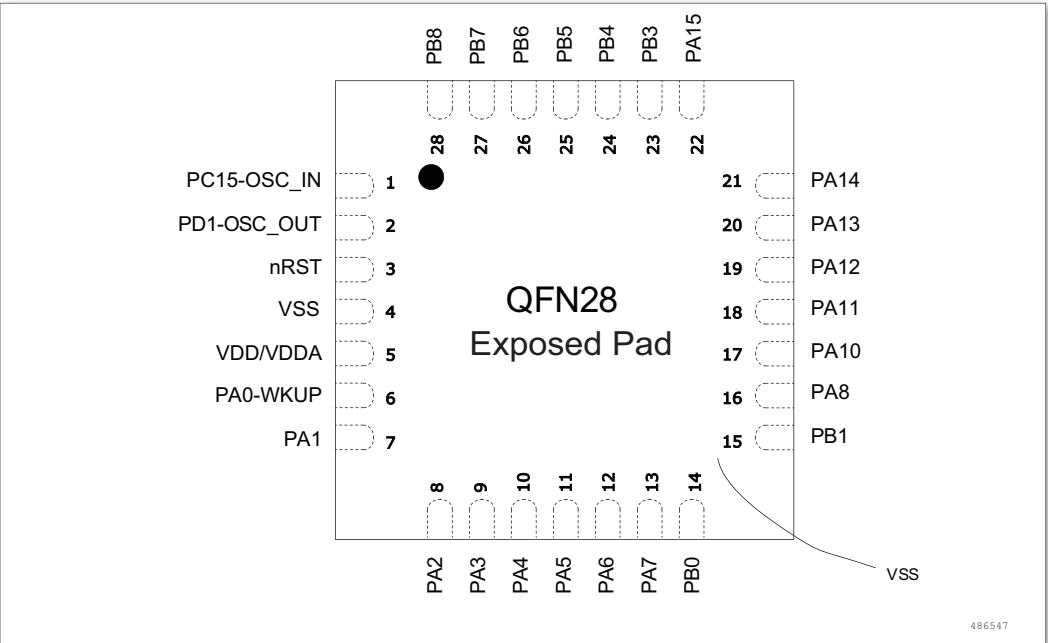 PB8 PB7 PB6 PB5 PB4 PB3 PA15
28 27 26 25 24 23 22
PC15-OSC_IN 1 21 PA14
PD1-OSC_OUT 2 20 PA13
nRST 3 19 PA12
VSS 4 18 PA11
VDD/VDDA 5 17 PA10
PA0-WKUP 6 16 PA8
PA1 7 15 PB1
QFN28
Exposed Pad
8 9 10 11 12 13 14
PA2 PA3 PA4 PA5 PA6 PA7 PB0
VSS
486547